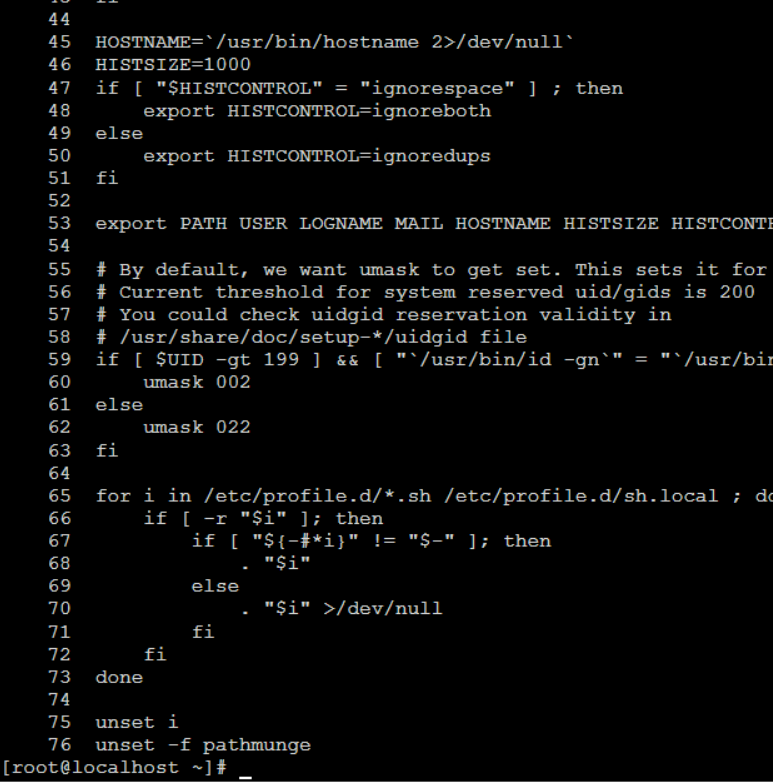 44
45  HOSTNAME=`/usr/bin/hostname 2>/dev/null`
46  HISTSIZE=1000
47  if [ "$HISTCONTROL" = "ignorespace" ] ; then
48      export HISTCONTROL=ignoreboth
49  else
50      export HISTCONTROL=ignoredups
51  fi
52
53  export PATH USER LOGNAME MAIL HOSTNAME HISTSIZE
54
55  # By default, we want umask to get set. This sets it for
56  # Current threshold for system reserved uid/gids is 200
57  # You could check uidgid reservation validity in
58  # /usr/share/doc/setup-*/uidgid file
59  if [ $UID -gt 199 ] && [ "`/usr/bin/id -gn`" = "`/usr/bin
60      umask 002
61  else
62      umask 022
63  fi
64
65  for i in /etc/profile.d/*.sh /etc/profile.d/sh.local ;
66      if [ -r "$i" ]; then
67          if [ "${-#*i}" != "$-" ]; then
68              . "$i"
69          else
70              . "$i" >/dev/null
71          fi
72      fi
73  done
74
75  unset i
76  unset -f pathmunge
[root@localhost ~]#